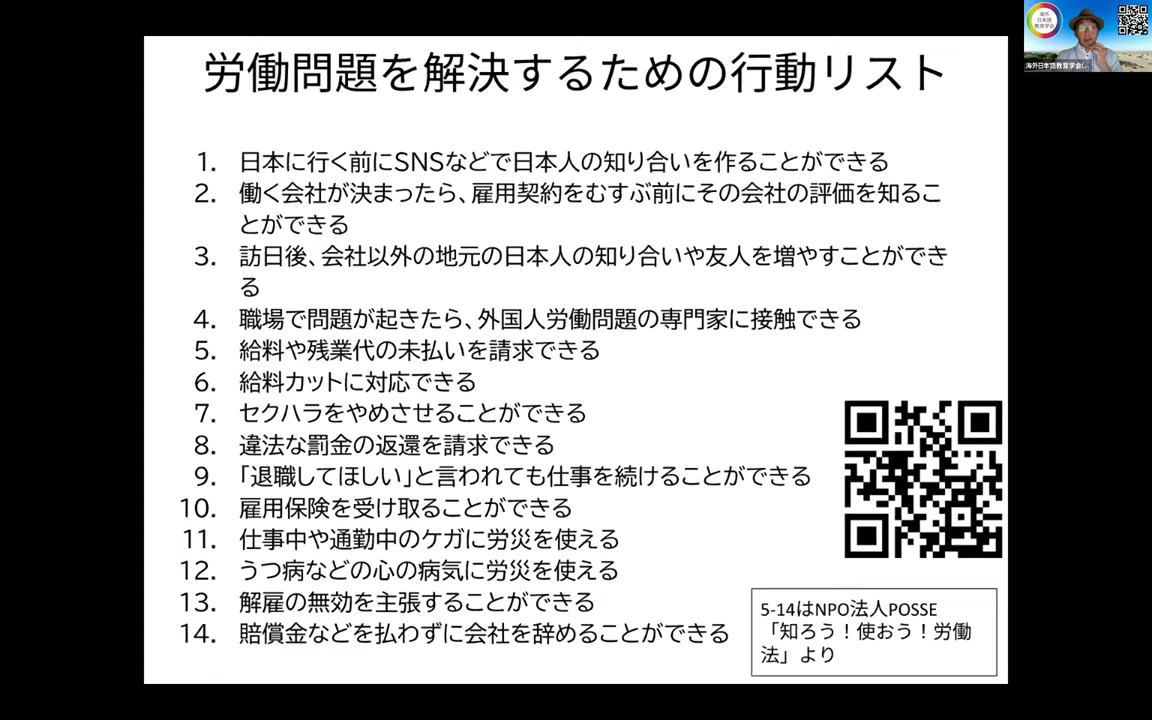 労働問題を解決するための行動リスト
1. 日本に行く前にSNSなどで日本人の知り合いを作ることができる
2. 働く会社が決まったら、雇用契約をむすぶ前にその会社の評価を知るこ
とができる
3. 訪日後、会社以外の地元の日本人の知り合いや友人を増やすことができ
る
4. 職場で問題が起きたら、外国人労働問題の専門家に接触できる
5. 給料や残業代の未払いを請求できる
6. 給料カットに対応できる
7. セクハラをやめさせることができる
8. 違法な罰金の返還を請求できる
9. 「退職してほしい」と言われても仕事を続けることができる
10. 雇用保険を受け取ることができる
11. 仕事中や通勤中のケガに労災を使える
12. うつ病などの心の病気に労災を使える
13. 解雇の無効を主張することができる
14. 賠償金などを払わずに会社を辞めることができる
5-14はNPO法人POSSE
「知ろう!使おう!労働
法」より
海外
日本語
教育学会
海外日本語教育学会(...